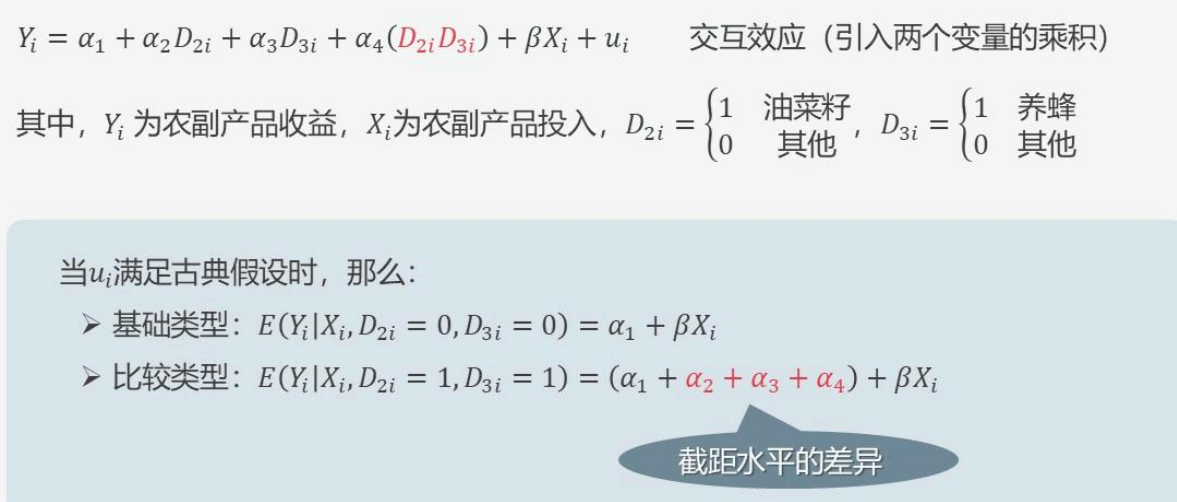 Yᵢ = α₁ + α₂D₂ᵢ + α₃D₃ᵢ + α₄(D₂ᵢD₃ᵢ) + βXᵢ + uᵢ 交互效应（引入两个变量的乘积）
其中，Yᵢ 为农副产品收益，Xᵢ为农副产品投入，D₂ᵢ = {1 油菜籽 0 其他，D₃ᵢ = {1 养蜂 0 其他
当uᵢ满足古典假设时，那么：
➢ 基础类型：E(Yᵢ|Xᵢ, D₂ᵢ = 0, D₃ᵢ = 0) = α₁ + βXᵢ
➢ 比较类型：E(Yᵢ|Xᵢ, D₂ᵢ = 1, D₃ᵢ = 1) = (α₁ + α₂ + α₃ + α₄) + βXᵢ
截距水平的差异